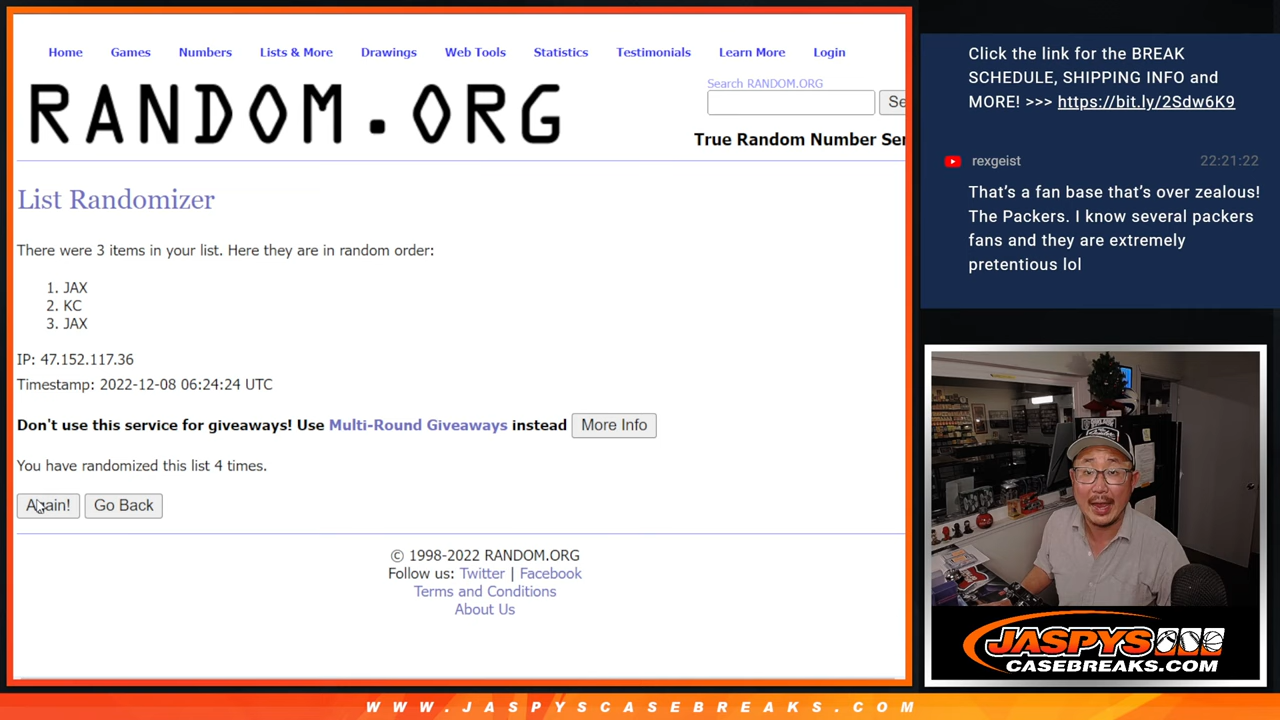 Home Games Numbers Lists & More Drawings Web Tools Statistics Testimonials Learn More Login
RANDOM.ORG
Search RANDOM.ORG
Se
True Random Number Ser
List Randomizer
There were 3 items in your list. Here they are in random order:
1. JAX
2. KC
3. JAX
IP: 47.152.117.36
Timestamp: 2022-12-08 06:24:24 UTC
Don't use this service for giveaways! Use Multi-Round Giveaways instead More Info
You have randomized this list 4 times.
Again! Go Back
© 1998-2022 RANDOM.ORG
Follow us: Twitter | Facebook
Terms and Conditions
About Us
Click the link for the BREAK
SCHEDULE, SHIPPING INFO and
MORE! >>> https://bit.ly/2Sdw6K9
rexgeist 22:21:22
That's a fan base that's over zealous!
The Packers. I know several packers
fans and they are extremely
pretentious lol
JASPYS
CASEBREAKS.COM
WWW.JASPYSCASEBREAKS.COM